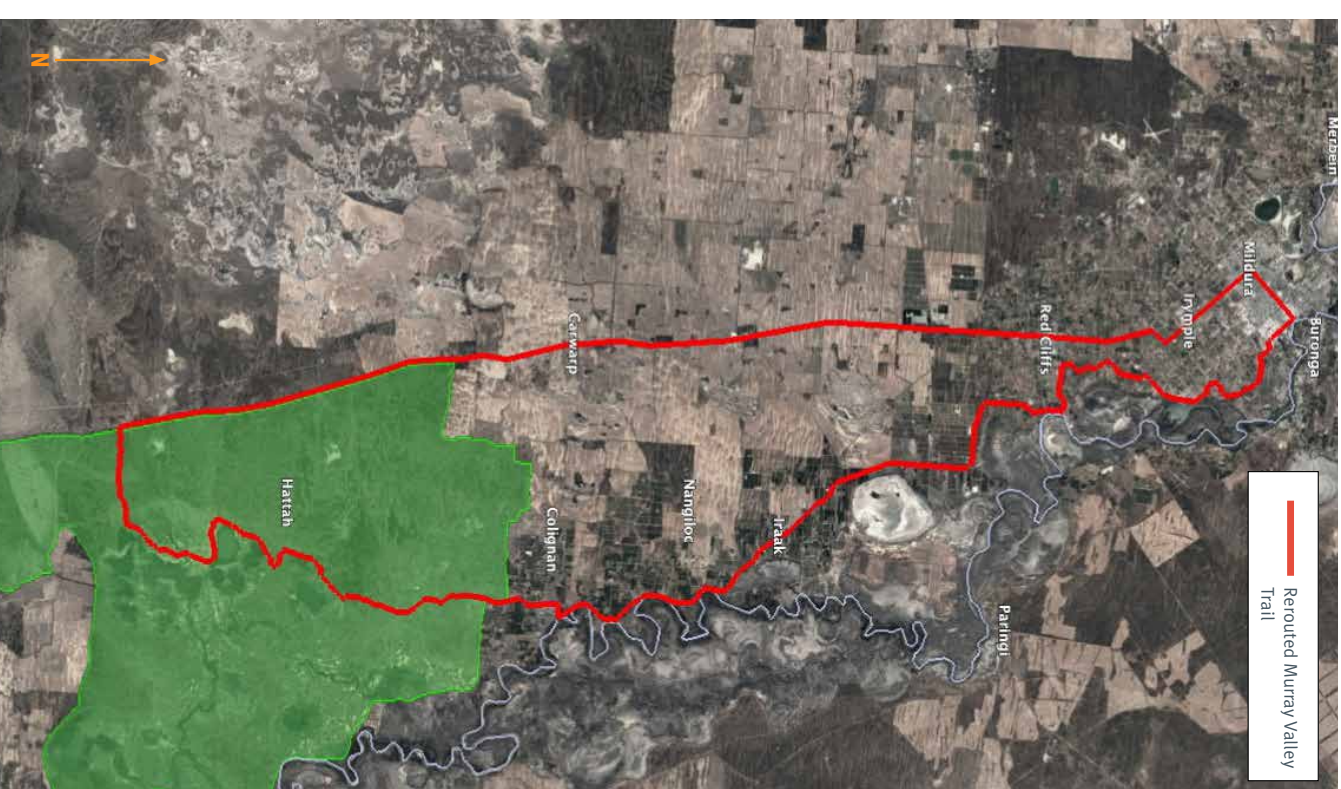 Merbein
Buronga
Mildura
Irymple
Red Cliffs
Paringi
Iraak
Nangiloc
Carwarp
Colignan
Hattah
N
Rerouted Murray Valley
Trail